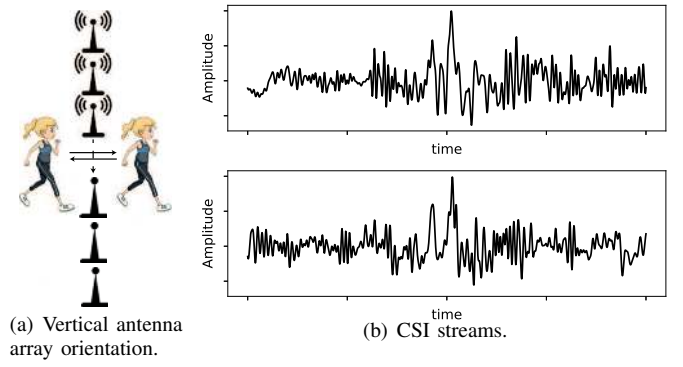 Amplitude
time
Amplitude
time
(a) Vertical antenna
array orientation.
(b) CSI streams.